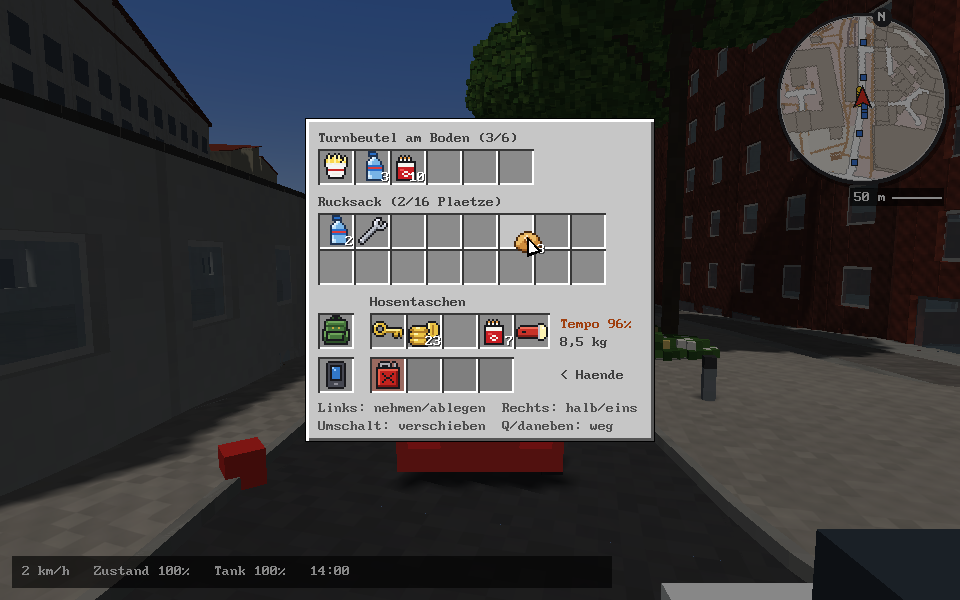 N
Turnbeutel am Boden (3/6)
3
10
50 m
Rucksack (2/16 Plaetze)
2
3
Hosentaschen
23
7
Tempo 96%
8,5 kg
< Haende
Links: nehmen/ablegen Rechts: halb/eins
Umschalt: verschieben Q/daneben: weg
2 km/h Zustand 100% Tank 100% 14:00